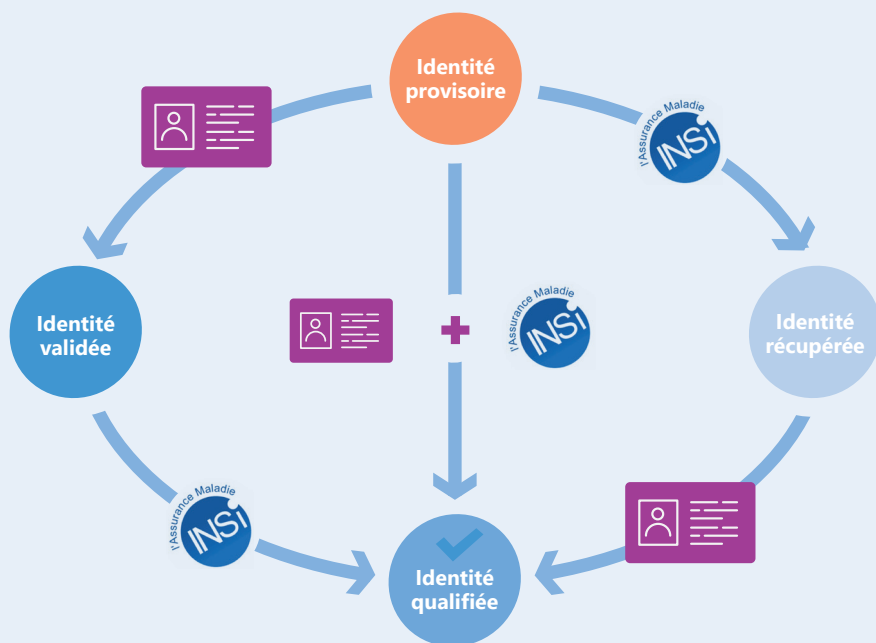 Identité
provisoire
l'Assurance Maladie
INSi
Identité
validée
l'Assurance Maladie
INSi
Identité
récupérée
l'Assurance Maladie
INSi
Identité
qualifiée